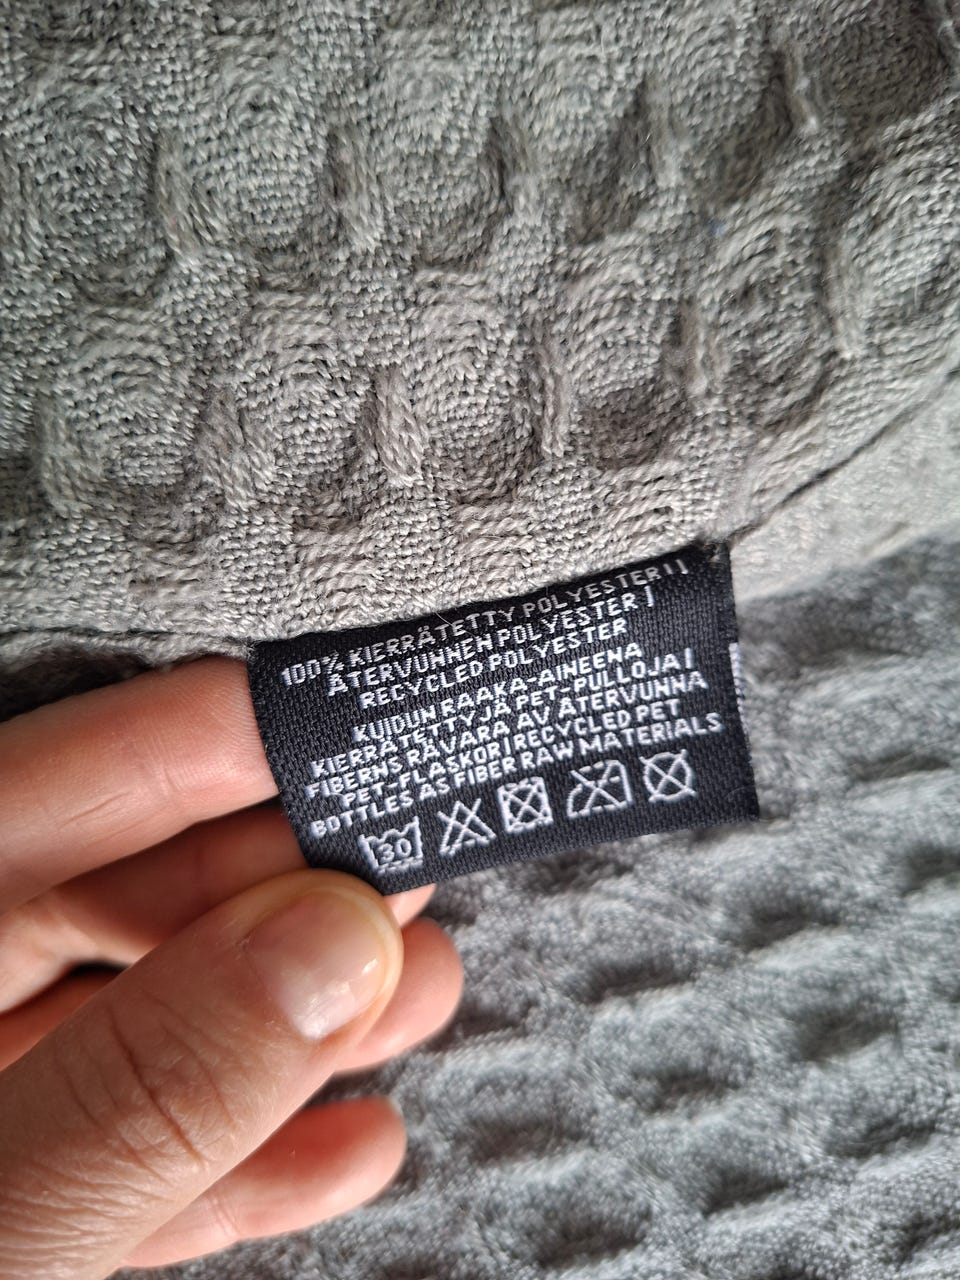 100% KIERRÄTETTY POLYESTERII
ÅTERVUNNEN POLYESTER I
RECYCLED POLYESTER
KUIDUN RAAKA-AINEENA
KIERRÄTETTYJÄ PET-PULLOJA I
FIBERNS RÅVARA AV ÅTERVUNNA
PET-FLASKOR I RECYCLED PET
BOTTLES AS FIBER RAW MATERIALS
30